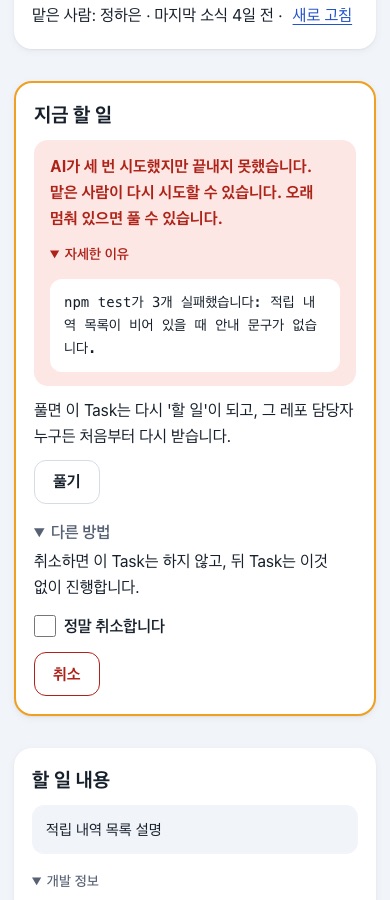 맡은 사람: 정하은 · 마지막 소식 4일 전 · 새로 고침
지금 할 일
AI가 세 번 시도했지만 끝내지 못했습니다.
맡은 사람이 다시 시도할 수 있습니다. 오래
멈춰 있으면 풀 수 있습니다.
▼ 자세한 이유
npm test가 3개 실패했습니다: 적립 내
역 목록이 비어 있을 때 안내 문구가 없습
니다.
풀면 이 Task는 다시 '할 일'이 되고, 그 레포 담당자
누구든 처음부터 다시 받습니다.
풀기
▼ 다른 방법
취소하면 이 Task는 하지 않고, 뒤 Task는 이것
없이 진행합니다.
정말 취소합니다
취소
할 일 내용
적립 내역 목록 설명
▼ 개발 정보